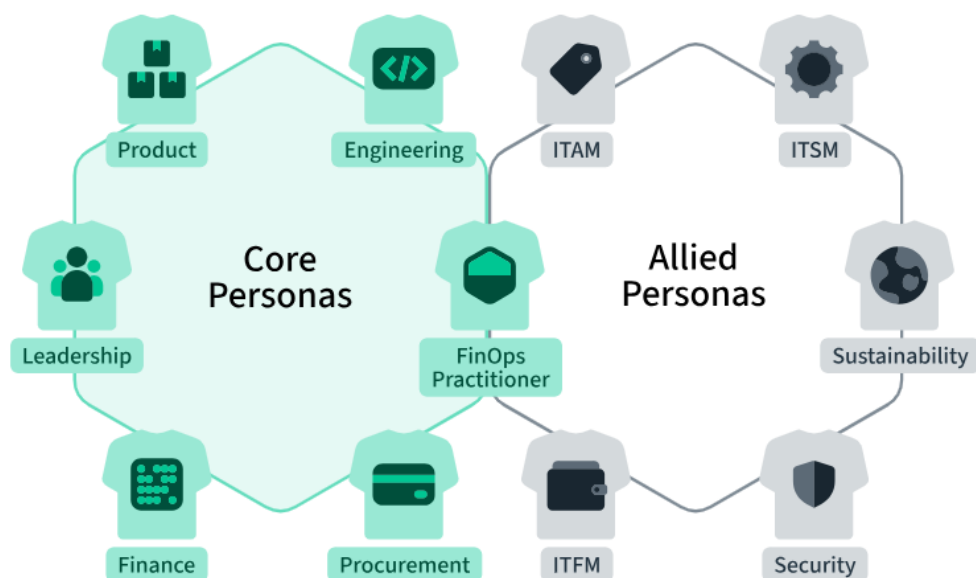 Product
Engineering
ITAM
ITSM
Core
Personas
Allied
Personas
Leadership
FinOps
Practitioner
Sustainability
Finance
Procurement
ITFM
Security